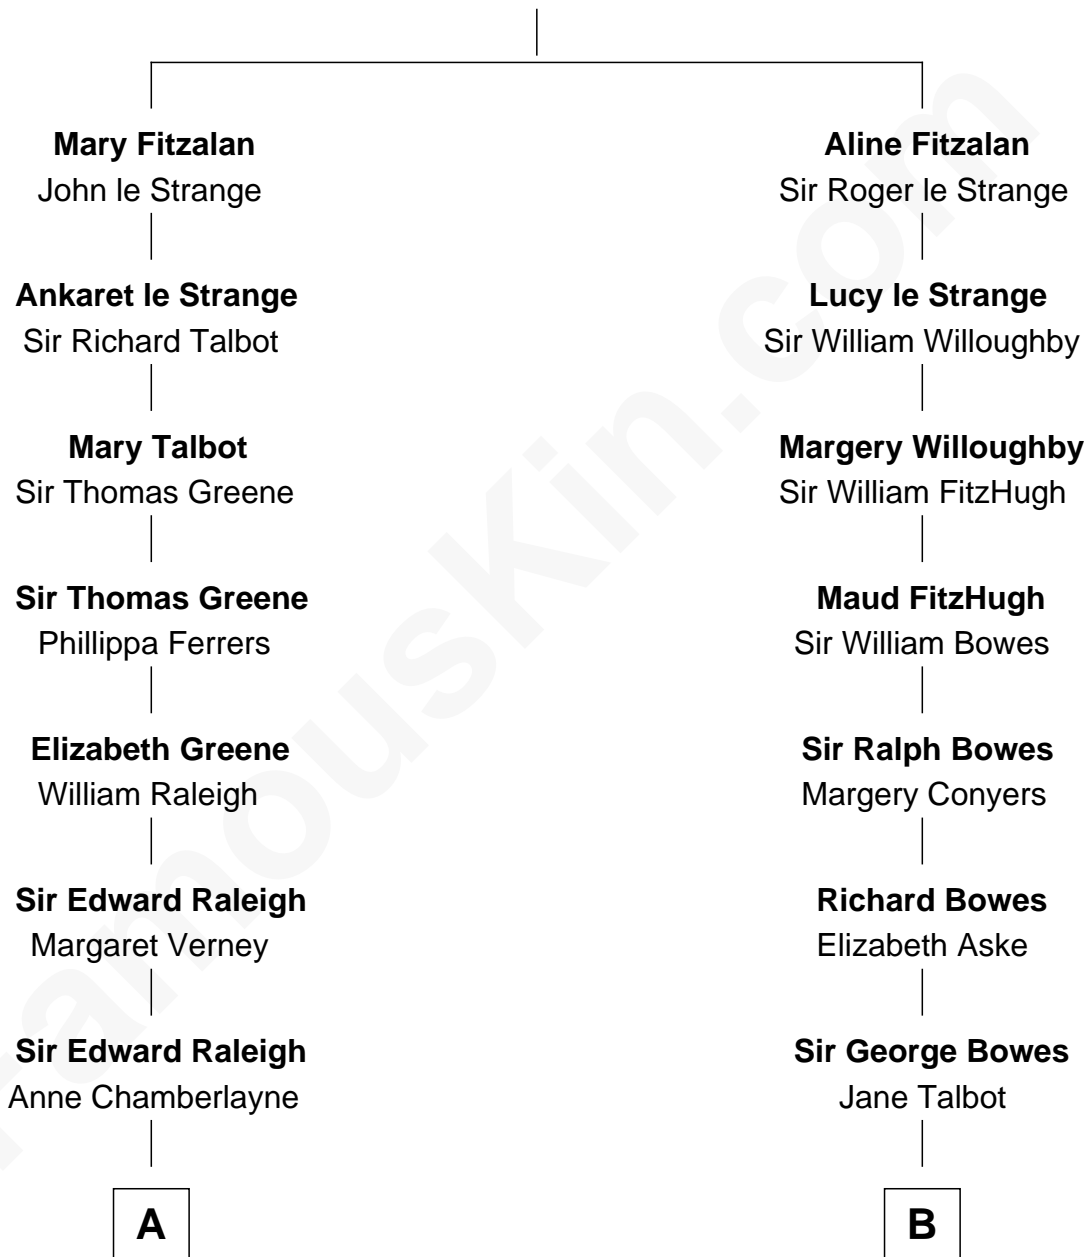 Mary Fitzalan
John le Strange
Ankaret le Strange
Sir Richard Talbot
Mary Talbot
Sir Thomas Greene
Sir Thomas Greene
Phillippa Ferrers
Elizabeth Greene
William Raleigh
Sir Edward Raleigh
Margaret Verney
Sir Edward Raleigh
Anne Chamberlayne
A
Aline Fitzalan
Sir Roger le Strange
Lucy le Strange
Sir William Willoughby
Margery Willoughby
Sir William FitzHugh
Maud FitzHugh
Sir William Bowes
Sir Ralph Bowes
Margery Conyers
Richard Bowes
Elizabeth Aske
Sir George Bowes
Jane Talbot
B
FamousKin.com